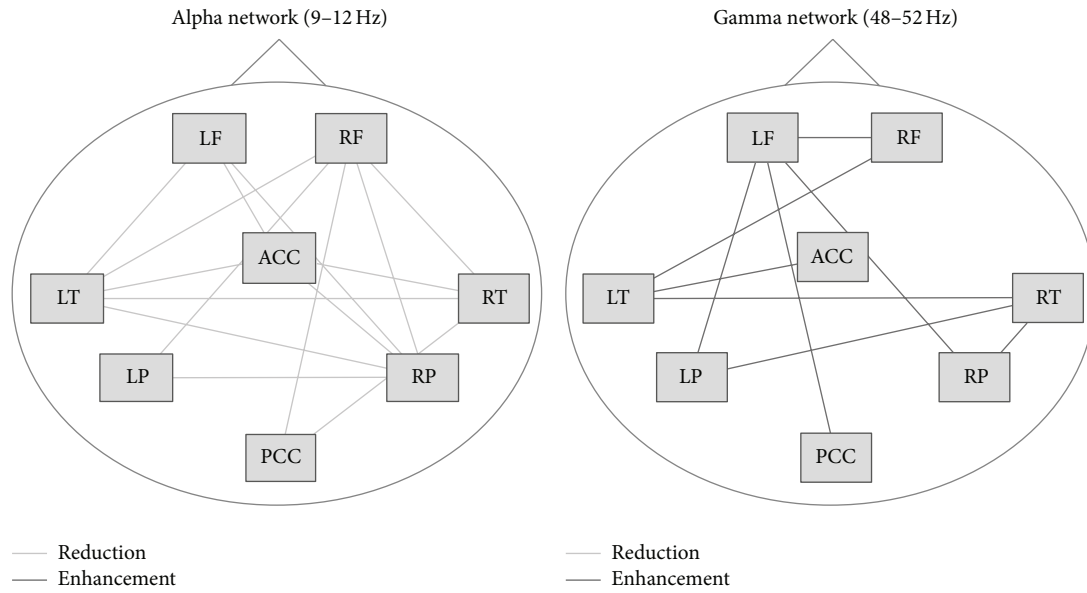 Alpha network (9–12 Hz)
LF
RF
ACC
LT
RT
LP
RP
PCC
Reduction
Enhancement
Gamma network (48–52 Hz)
LF
RF
ACC
LT
RT
LP
RP
PCC
Reduction
Enhancement